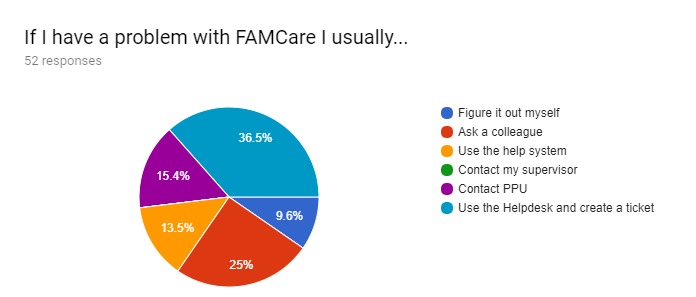 If I have a problem with FAMCare I usually...
52 responses
36.5%
15.4%
9.6%
13.5%
25%
Figure it out myself
Ask a colleague
Use the help system
Contact my supervisor
Contact PPU
Use the Helpdesk and create a ticket